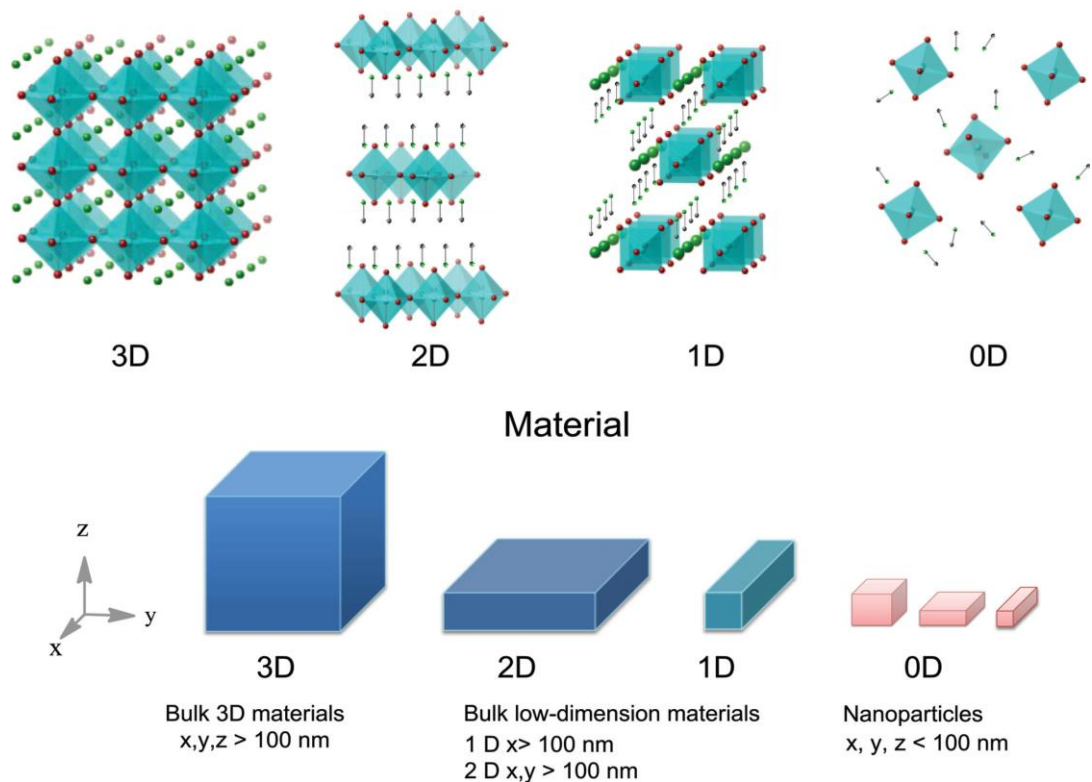 3D
2D
1D
0D
Material
z
y
x
3D
2D
1D
0D
Bulk 3D materials
x,y,z > 100 nm
Bulk low-dimension materials
1 D x> 100 nm
2 D x,y > 100 nm
Nanoparticles
x, y, z < 100 nm